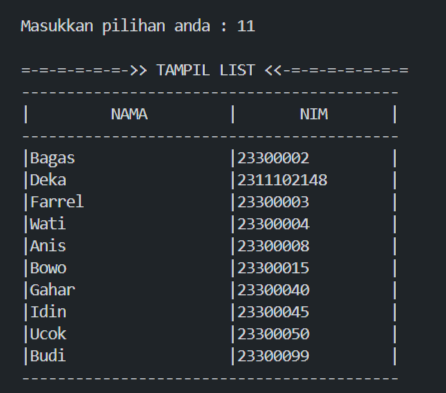 Masukkan pilihan anda : 11
=-=-=-=-=-=->> TAMPIL LIST <<-=-=-=-=-=-=-=
------------------------------------------
| NAMA | NIM |
------------------------------------------
|Bagas |23300002 |
|Deka |2311102148 |
|Farrel |23300003 |
|Wati |23300004 |
|Anis |23300008 |
|Bowo |23300015 |
|Gahar |23300040 |
|Idin |23300045 |
|Ucok |23300050 |
|Budi |23300099 |
------------------------------------------